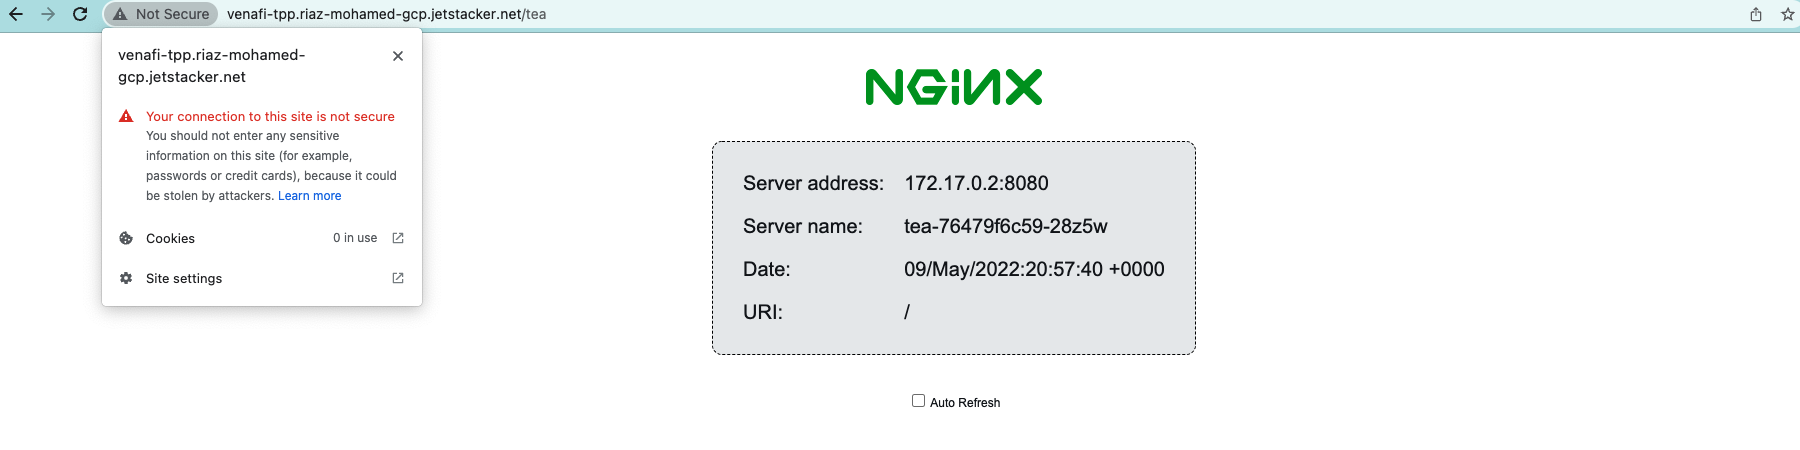 Not Secure venafi-tpp.riaz-mohamed-gcp.jetstacker.net/tea
venafi-tpp.riaz-mohamed-
gcp.jetstacker.net
Your connection to this site is not secure
You should not enter any sensitive
information on this site (for example,
passwords or credit cards), because it could
be stolen by attackers. Learn more
Cookies 0 in use
Site settings
NGINX
Server address: 172.17.0.2:8080
Server name: tea-76479f6c59-28z5w
Date: 09/May/2022:20:57:40 +0000
URI: /
Auto Refresh